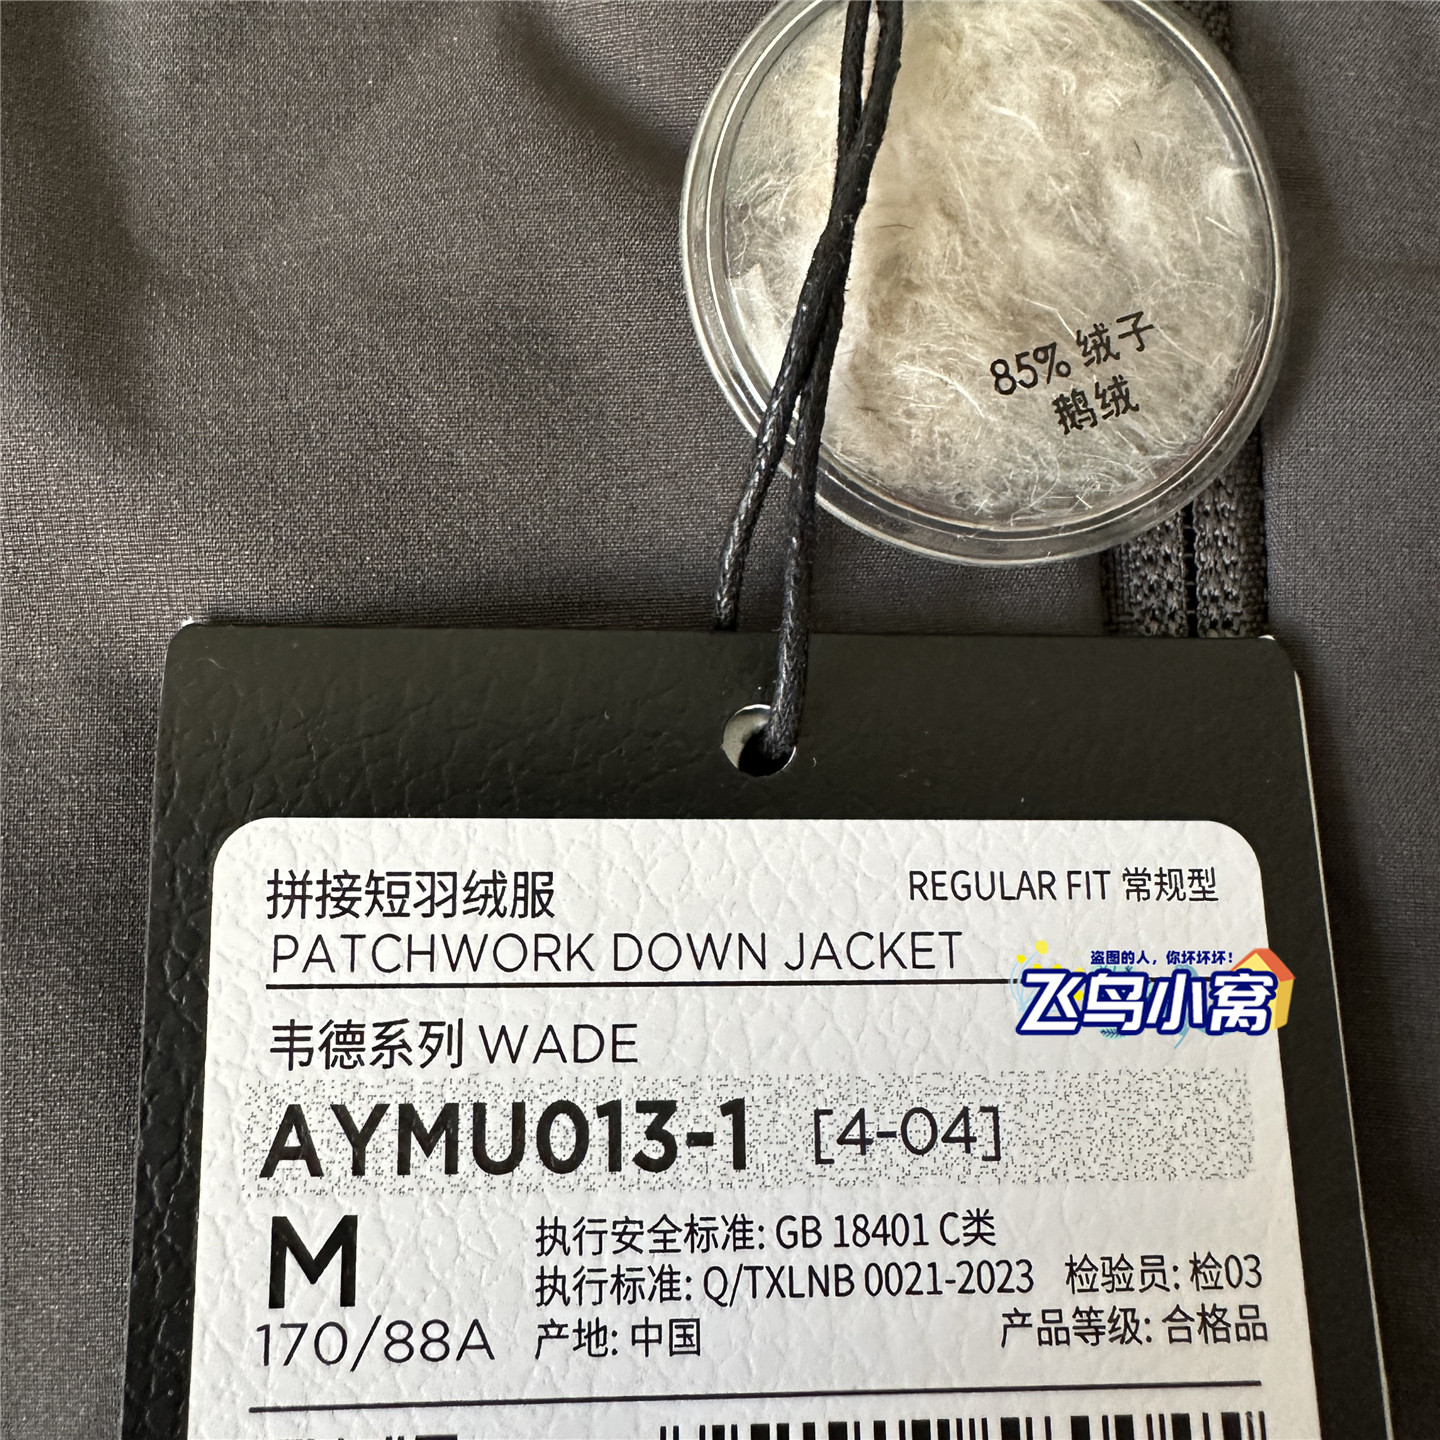 85% 绒子
鹅绒
拼接短羽绒服
REGULAR FIT 常规型
PATCHWORK DOWN JACKET
盗图的人，你坏坏坏！
飞鸟小窝
韦德系列 WADE
AYMU013-1 [4-04]
M
170/88A
执行安全标准: GB 18401 C类
执行标准: Q/TXLNB 0021-2023 检验员: 检03
产地: 中国 产品等级: 合格品